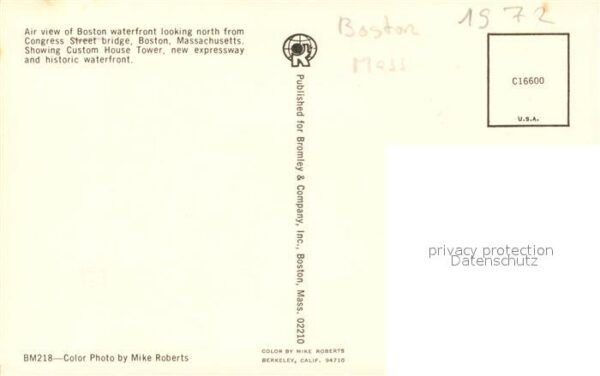 Air view of Boston waterfront looking north from
Congress Street bridge, Boston, Massachusetts.
Showing Custom House Tower, new expressway
and historic waterfront.
Boston
Mass
1972
C16600
U.S.A.
Published for Bromley & Company, Inc., Boston, Mass. 02210
privacy protection
Datenschutz
BM218—Color Photo by Mike Roberts
COLOR BY MIKE ROBERTS
BERKELEY, CALIF. 94710